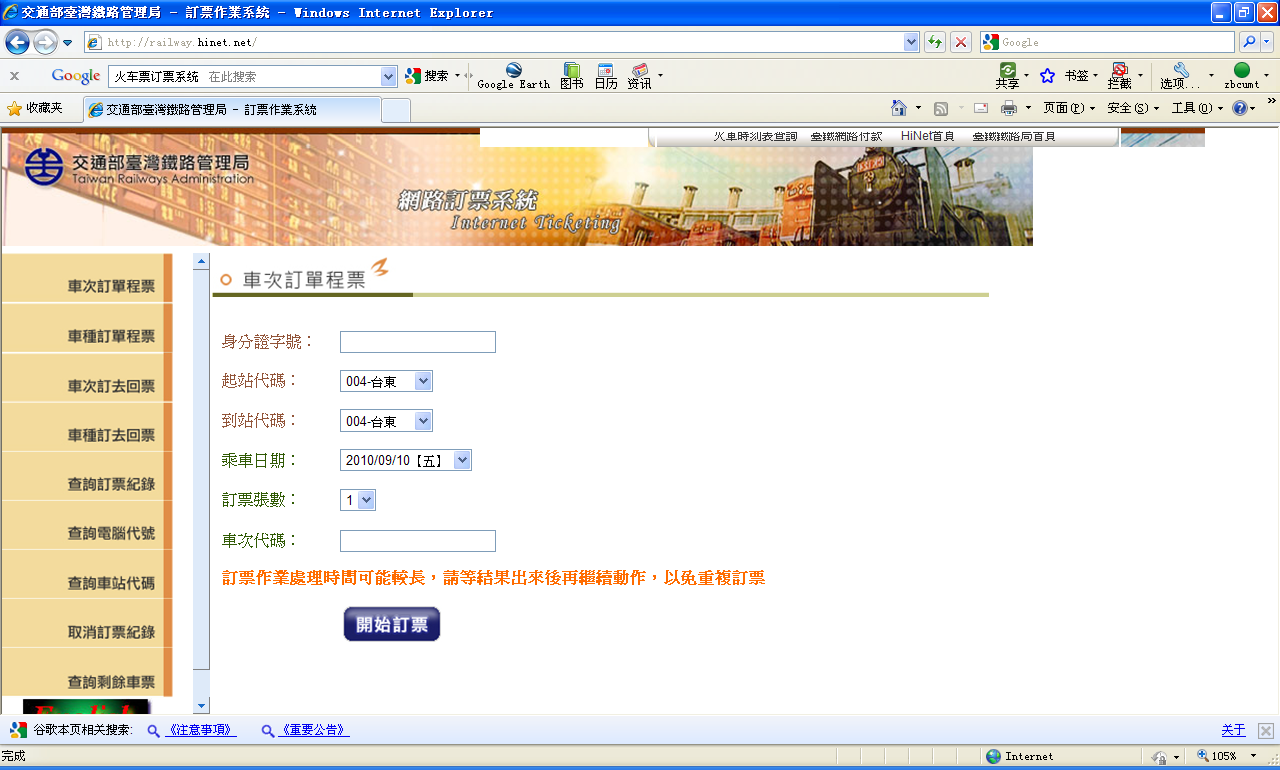 交通部臺灣鐵路管理局 - 訂票作業系統 - Windows Internet Explorer
http://railway.hinet.net/
Google
Google 火车票订票系统 在此搜索 搜索 Google Earth 图书 日历 资讯 共享 书签 拦截 选项... zbcumt
收藏夹 交通部臺灣鐵路管理局 - 訂票作業系統 页面(P) 安全(S) 工具(O)
火車時刻表查詢 臺鐵網路付款 HiNet首頁 臺鐵鐵路局首頁
交通部臺灣鐵路管理局
Taiwan Railways Administration
網路訂票系統
Internet Ticketing
車次訂單程票
車種訂單程票
車次訂去回票
車種訂去回票
查詢訂票紀錄
查詢電腦代號
查詢車站代碼
取消訂票紀錄
查詢剩餘車票
English
車次訂單程票
身分證字號：
起站代碼： 004-台東
到站代碼： 004-台東
乘車日期： 2010/09/10【五】
訂票張數： 1
車次代碼：
訂票作業處理時間可能較長，請等結果出來後再繼續動作，以免重複訂票
開始訂票
谷歌本页相关搜索: 《注意事項》 《重要公告》 关于
完成 Internet 105%